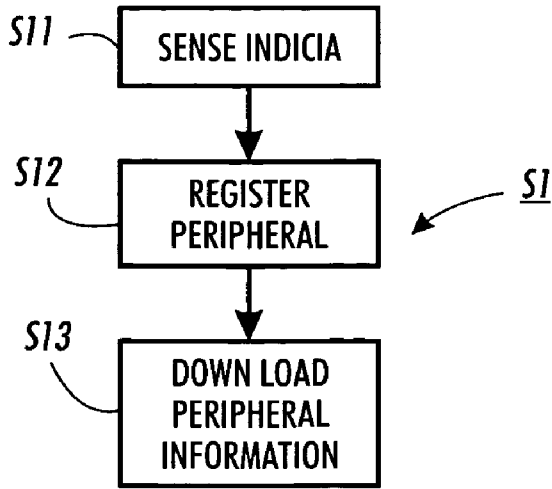 S11
SENSE INDICIA
S12
REGISTER
PERIPHERAL
S1
S13
DOWN LOAD
PERIPHERAL
INFORMATION